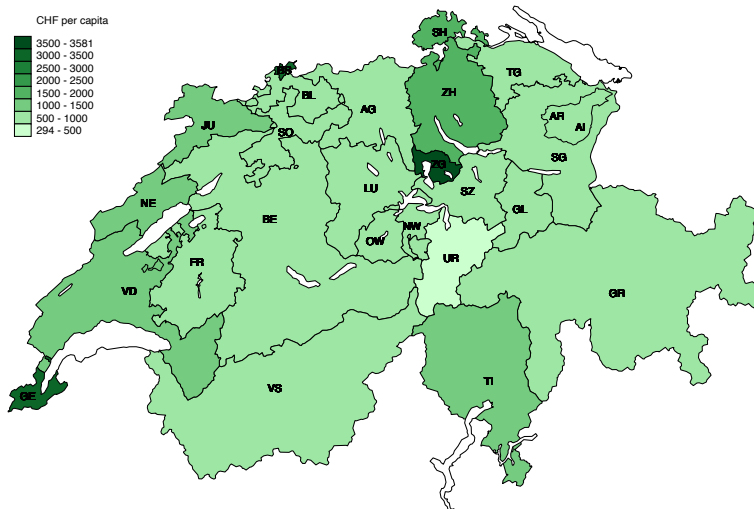 CHF per capita
3500 - 3581
3000 - 3500
2500 - 3000
2000 - 2500
1500 - 2000
1000 - 1500
500 - 1000
294 - 500
SH
BS
TG
BL
ZH
AG
AR
JU
AI
SO
SG
ZG
LU
SZ
NE
GL
BE
NW
OW
UR
FR
VD
GR
TI
VS
GE